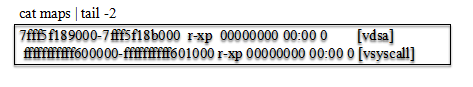 cat maps | tail -2
7fff5f189000-7fff5f18b000 r-xp 00000000 00:00 0 [vdsa]
ffffffffff600000-ffffffffff601000 r-xp 00000000 00:00 0 [vsyscall]